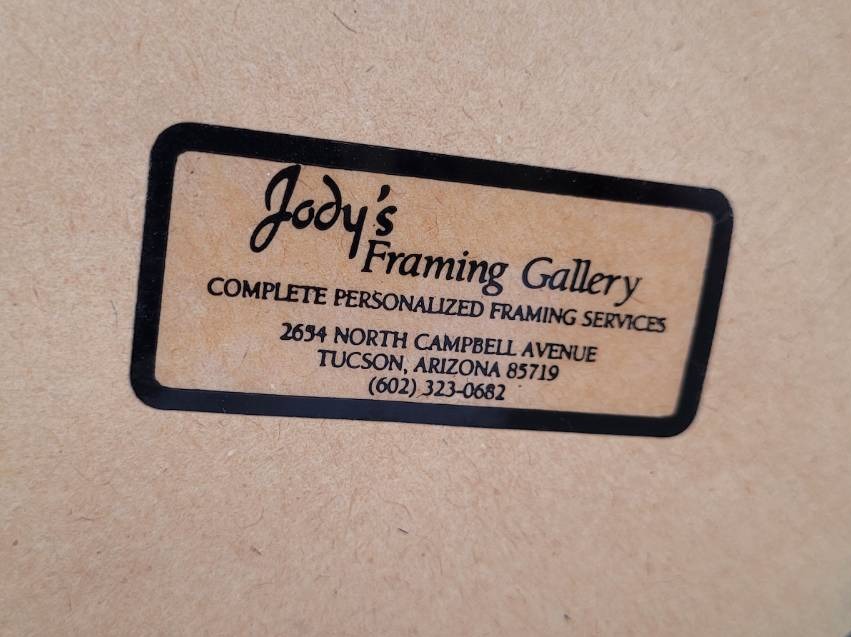 Jody's
Framing Gallery
COMPLETE PERSONALIZED FRAMING SERVICES
2654 NORTH CAMPBELL AVENUE
TUCSON, ARIZONA 85719
(602) 323-0682